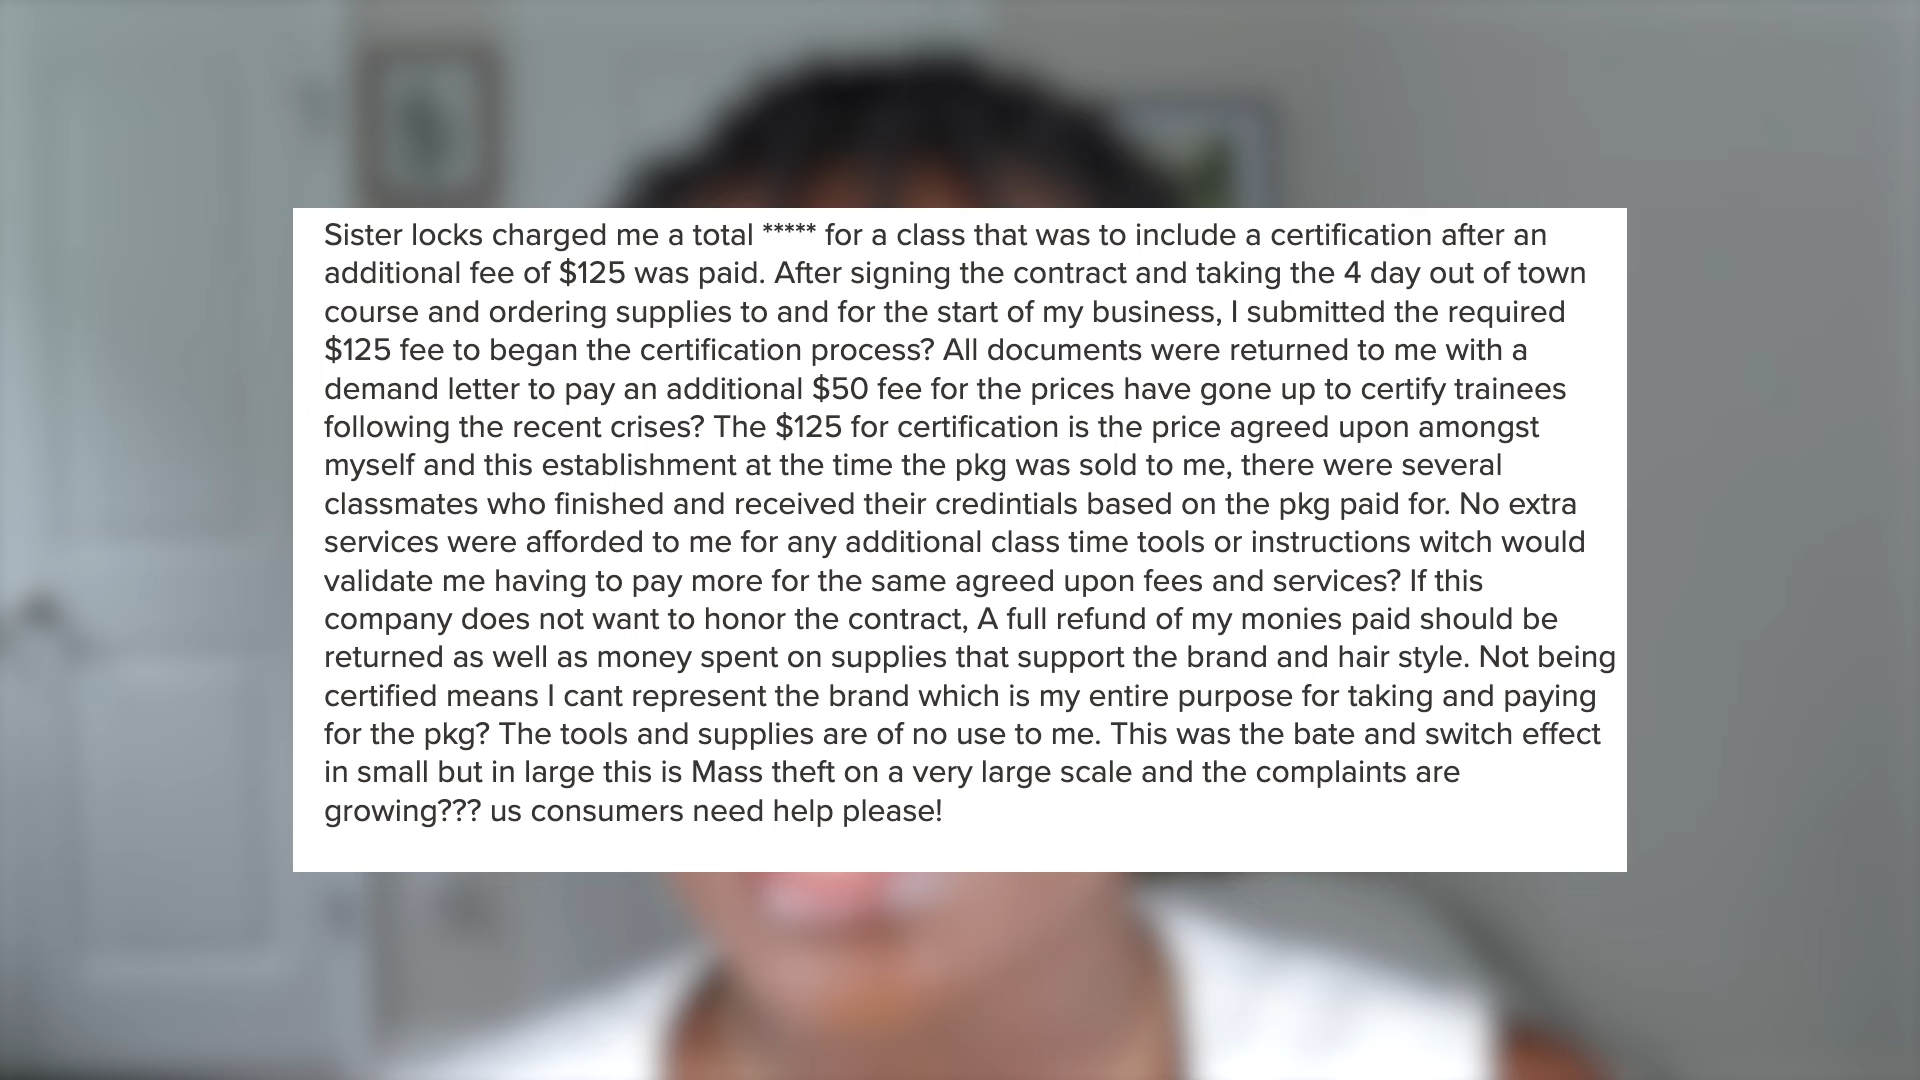 Sister locks charged me a total ***** for a class that was to include a certification after an
additional fee of $125 was paid. After signing the contract and taking the 4 day out of town
course and ordering supplies to and for the start of my business, I submitted the required
$125 fee to began the certification process? All documents were returned to me with a
demand letter to pay an additional $50 fee for the prices have gone up to certify trainees
following the recent crises? The $125 for certification is the price agreed upon amongst
myself and this establishment at the time the pkg was sold to me, there were several
classmates who finished and received their credintials based on the pkg paid for. No extra
services were afforded to me for any additional class time tools or instructions witch would
validate me having to pay more for the same agreed upon fees and services? If this
company does not want to honor the contract, A full refund of my monies paid should be
returned as well as money spent on supplies that support the brand and hair style. Not being
certified means I cant represent the brand which is my entire purpose for taking and paying
for the pkg? The tools and supplies are of no use to me. This was the bate and switch effect
in small but in large this is Mass theft on a very large scale and the complaints are
growing??? us consumers need help please!